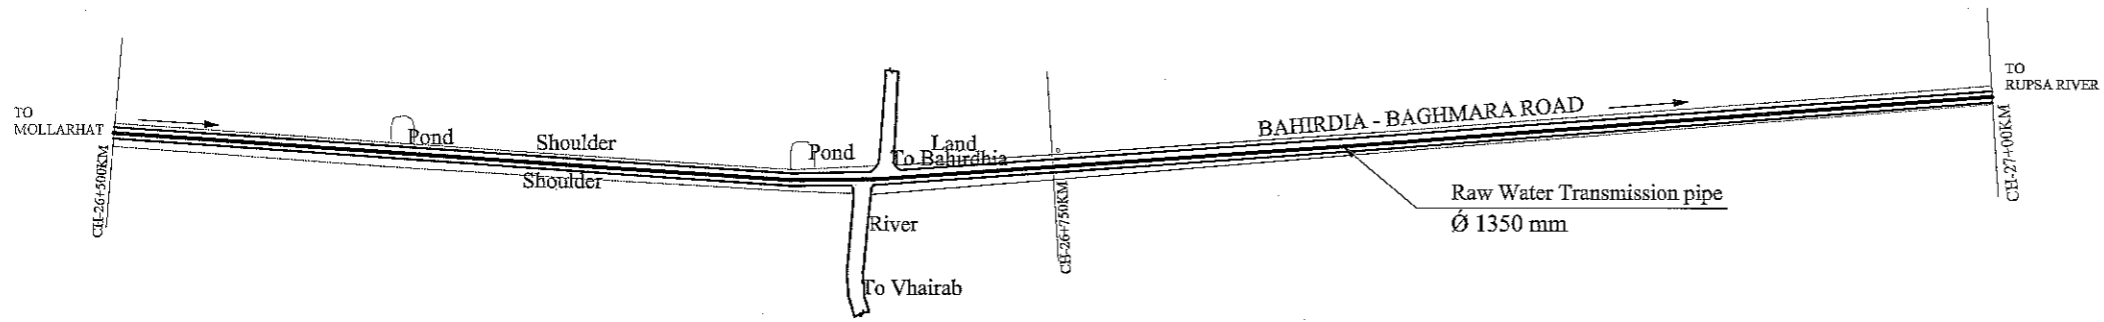 TO
MOLLARHAT
CH-26+500KM
Pond
Shoulder
Shoulder
Pond
Land
To Bahirdhia
River
To Vhairab
CH-26+750KM
BAHIRDIA - BAGHMARA ROAD
Raw Water Transmission pipe
Ǿ 1350 mm
TO
RUPSA RIVER
CH-27+00KM